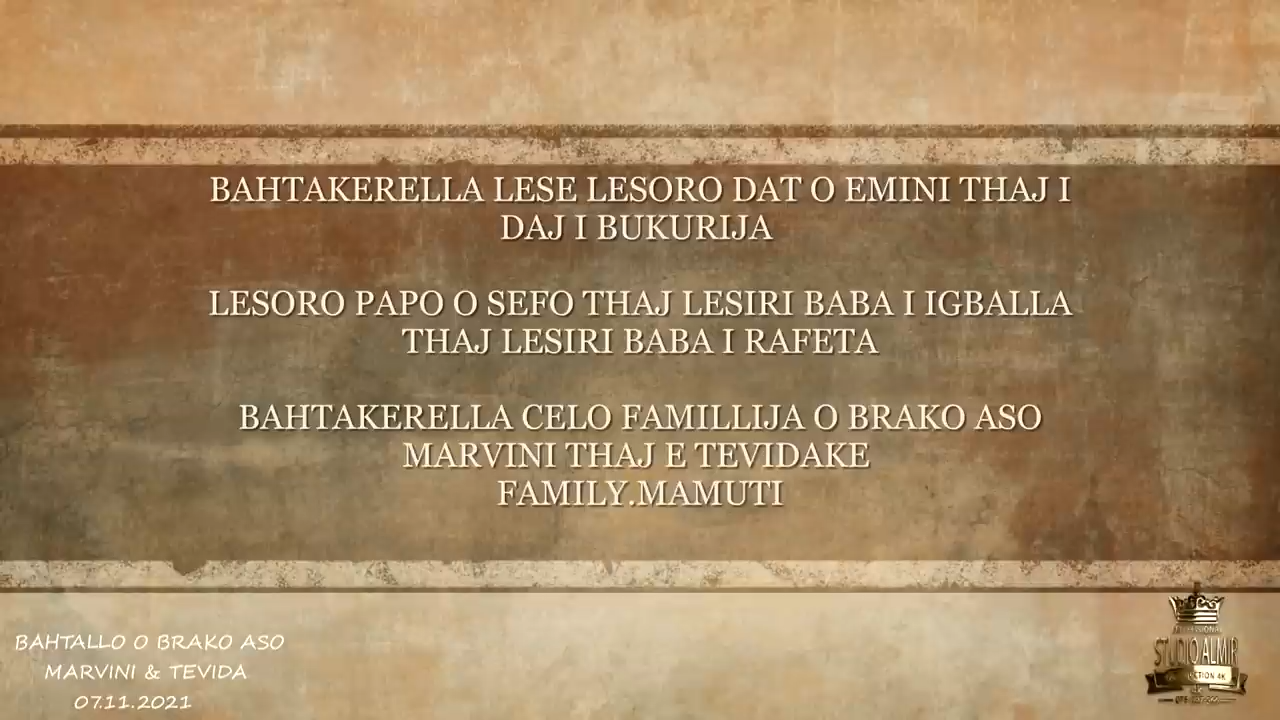 BAHTAKERELLA LESE LESORO DAT O EMINI THAJ I
DAJ I BUKURIJA
LESORO PAPO O SEFO THAJ LESIRI BABA I IGBALLA
THAJ LESIRI BABA I RAFETA
BAHTAKERELLA CELO FAMILLIJA O BRAKO ASO
MARVINI THAJ E TEVIDAKE
FAMILY.MAMUTI
BAHTALLO O BRAKO ASO
MARVINI & TEVIDA
07.11.2021
STUDIO ALMIR
4K